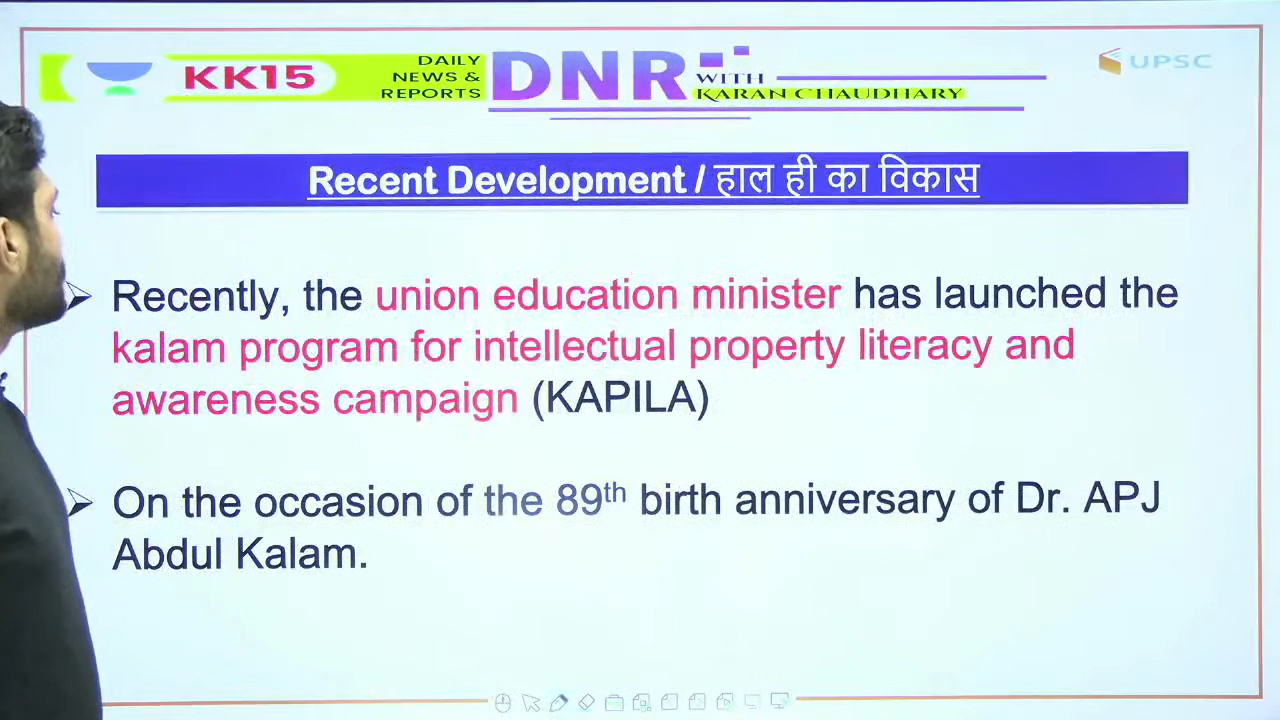 KK15
DAILY
NEWS &
REPORTS
DNR
WITH
KARAN CHAUDHARY
UPSC
Recent Development / हाल ही का विकास
Recently, the union education minister has launched the
kalam program for intellectual property literacy and
awareness campaign (KAPILA)
On the occasion of the 89th birth anniversary of Dr. APJ
Abdul Kalam.